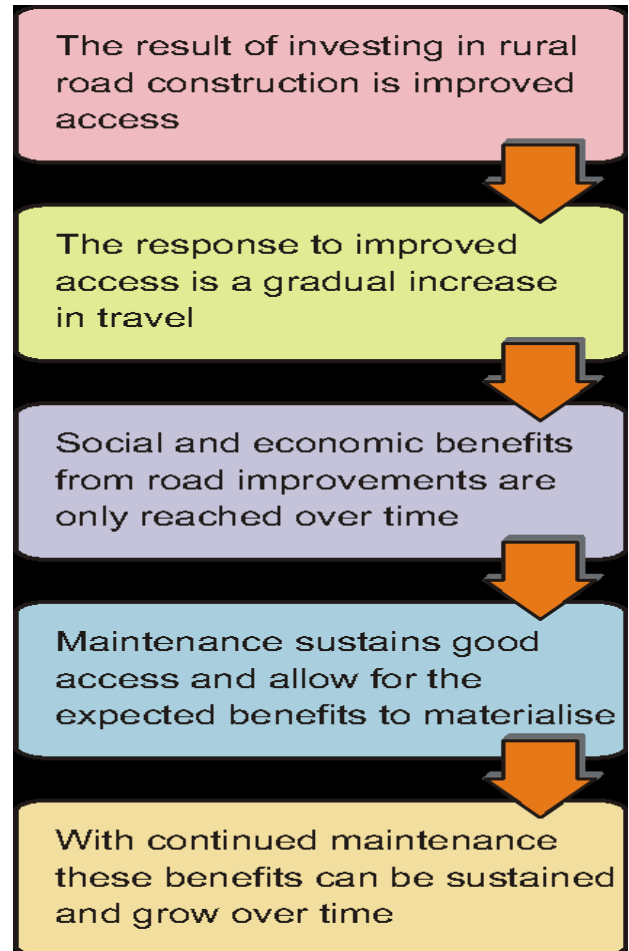 The result of investing in rural
road construction is improved
access
The response to improved
access is a gradual increase
in travel
Social and economic benefits
from road improvements are
only reached over time
Maintenance sustains good
access and allow for the
expected benefits to materialise
With continued maintenance
these benefits can be sustained
and grow over time